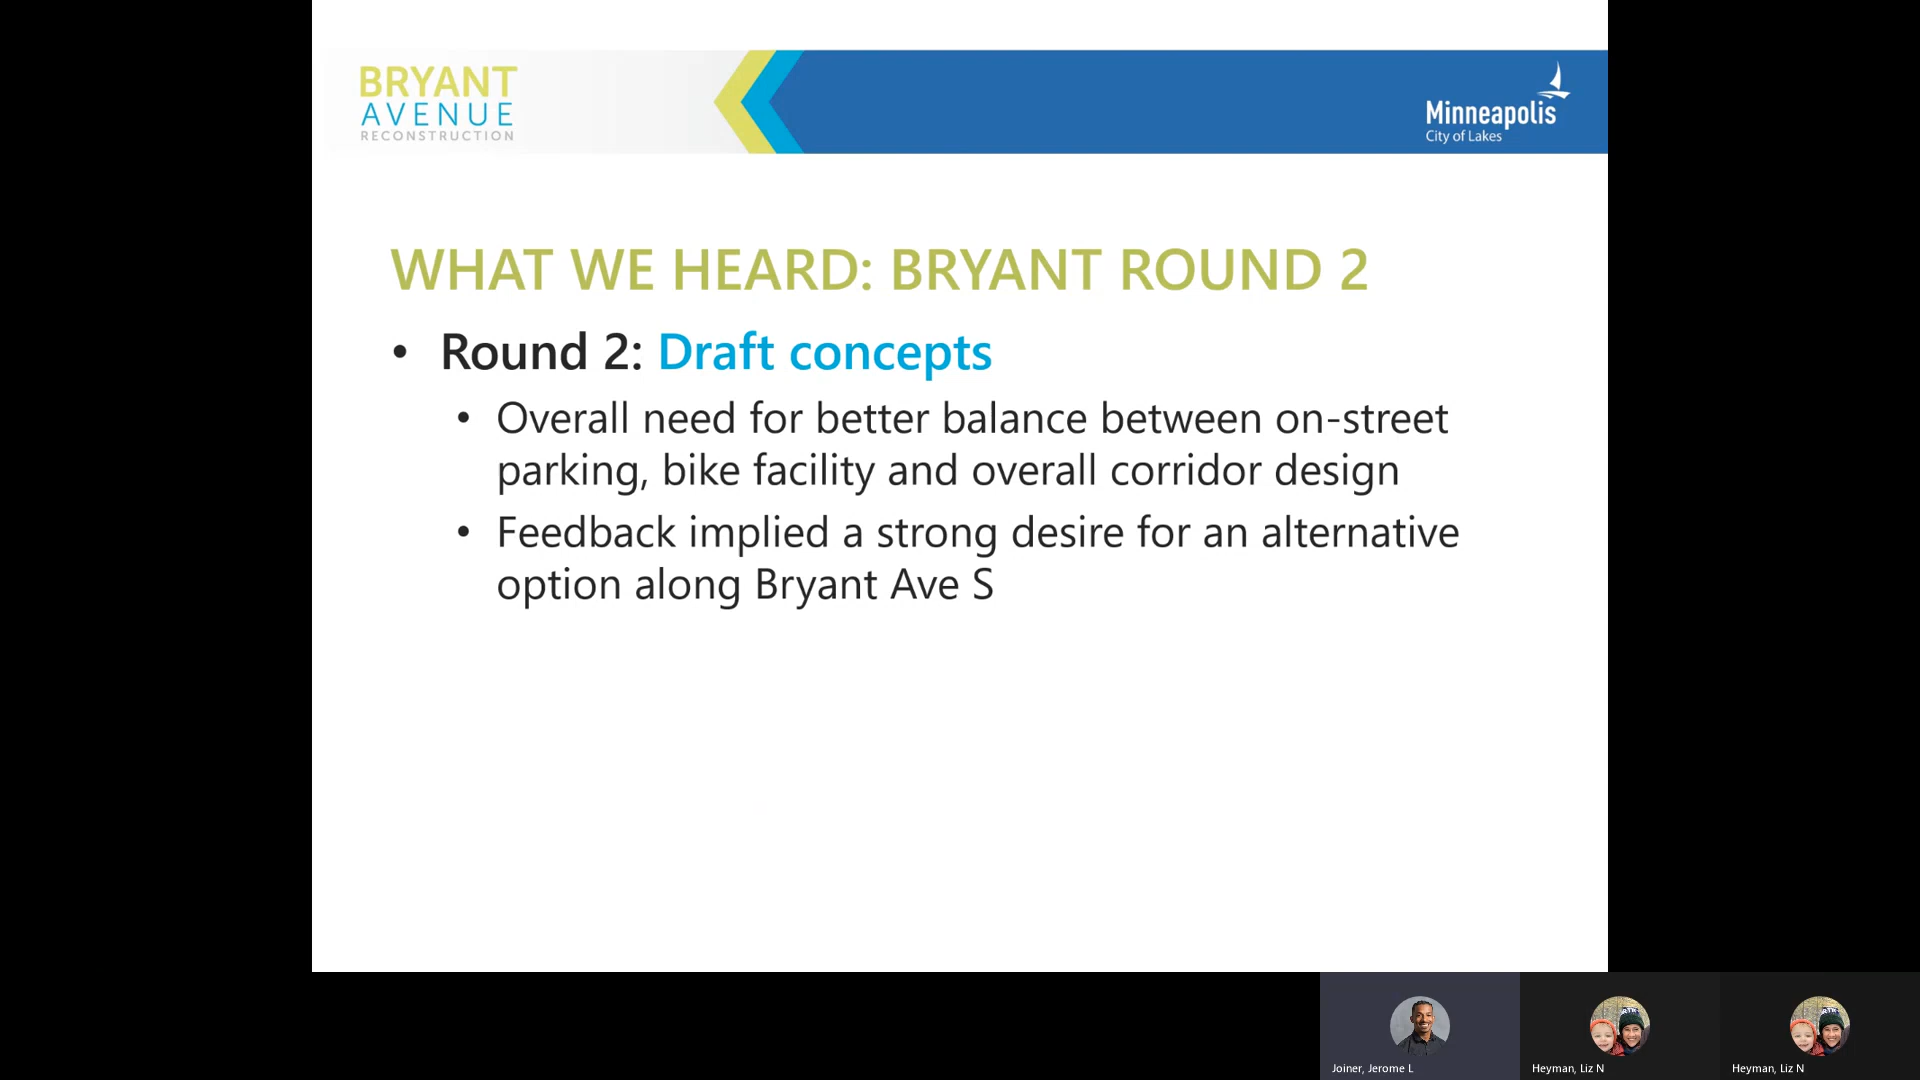 BRYANT
AVENUE
RECONSTRUCTION
Minneapolis
City of Lakes
WHAT WE HEARD: BRYANT ROUND 2
• Round 2: Draft concepts
• Overall need for better balance between on-street
parking, bike facility and overall corridor design
• Feedback implied a strong desire for an alternative
option along Bryant Ave S
Joiner, Jerome L
Heyman, Liz N
Heyman, Liz N